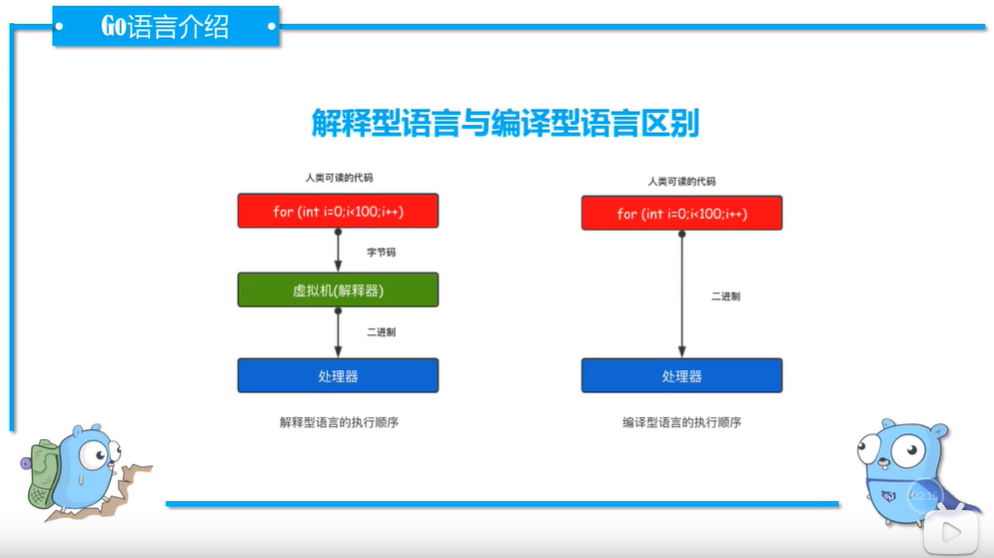 Go语言介绍
解释型语言与编译型语言区别
人类可读的代码
for (int i=0;i<100;i++)
字节码
虚拟机(解释器)
二进制
处理器
解释型语言的执行顺序
人类可读的代码
for (int i=0;i<100;i++)
二进制
处理器
编译型语言的执行顺序
02:15